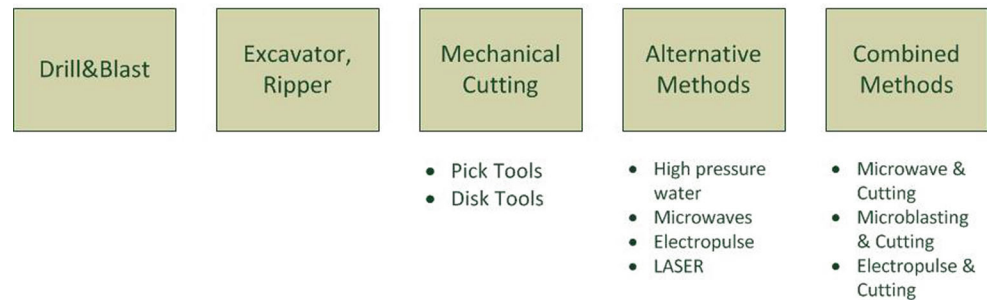 Drill&Blast
Excavator,
Ripper
Mechanical
Cutting
Alternative
Methods
Combined
Methods
• Pick Tools
• Disk Tools
• High pressure
water
• Microwaves
• Electropulse
• LASER
• Microwave &
Cutting
• Microblasting
& Cutting
• Electropulse &
Cutting